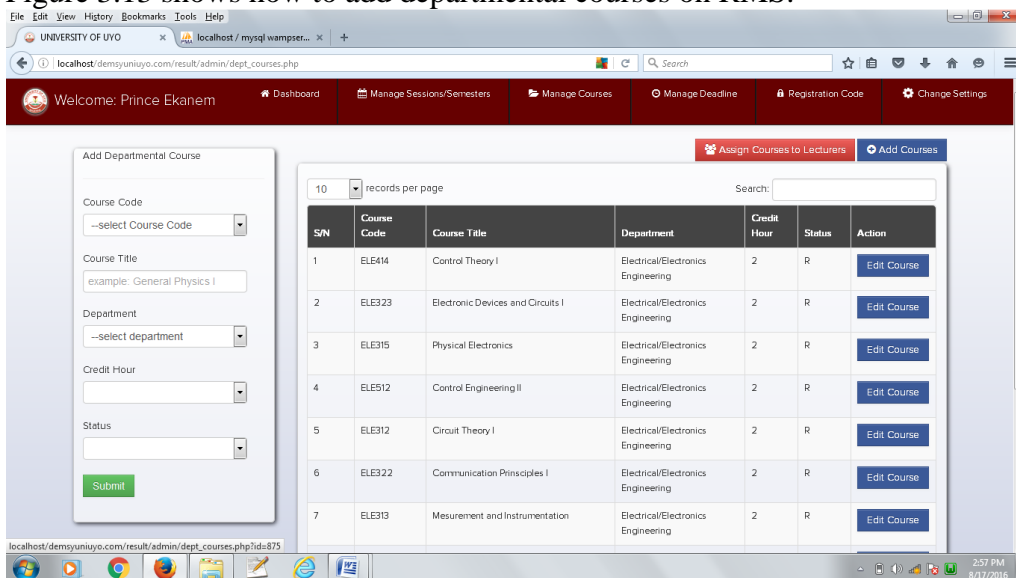 Figure 3.13 shows how to add departmental courses on RMS.
File Edit View History Bookmarks Tools Help
UNIVERSITY OF UYO × localhost / mysql wampser... × +
localhost/demsyuniuyo.com/result/admin/dept_courses.php Search
Welcome: Prince Ekanem Dashboard Manage Sessions/Semesters Manage Courses Manage Deadline Registration Code Change Settings
Assign Courses to Lecturers Add Courses
Add Departmental Course
Course Code
--select Course Code
Course Title
example: General Physics I
Department
--select department
Credit Hour
Status
Submit
10 records per page Search:
S/N Course Code Course Title Department Credit Hour Status Action
1 ELE414 Control Theory I Electrical/Electronics 2 R Edit Course
Engineering
2 ELE323 Electronic Devices and Circuits I Electrical/Electronics 2 R Edit Course
Engineering
3 ELE315 Physical Electronics Electrical/Electronics 2 R Edit Course
Engineering
4 ELE512 Control Engineering II Electrical/Electronics 2 R Edit Course
Engineering
5 ELE312 Circuit Theory I Electrical/Electronics 2 R Edit Course
Engineering
6 ELE322 Communication Prinsciples I Electrical/Electronics 2 R Edit Course
Engineering
7 ELE313 Mesurement and Instrumentation Electrical/Electronics 2 R Edit Course
Engineering
localhost/demsyuniuyo.com/result/admin/dept_courses.php?id=875
2:57 PM
8/17/2016